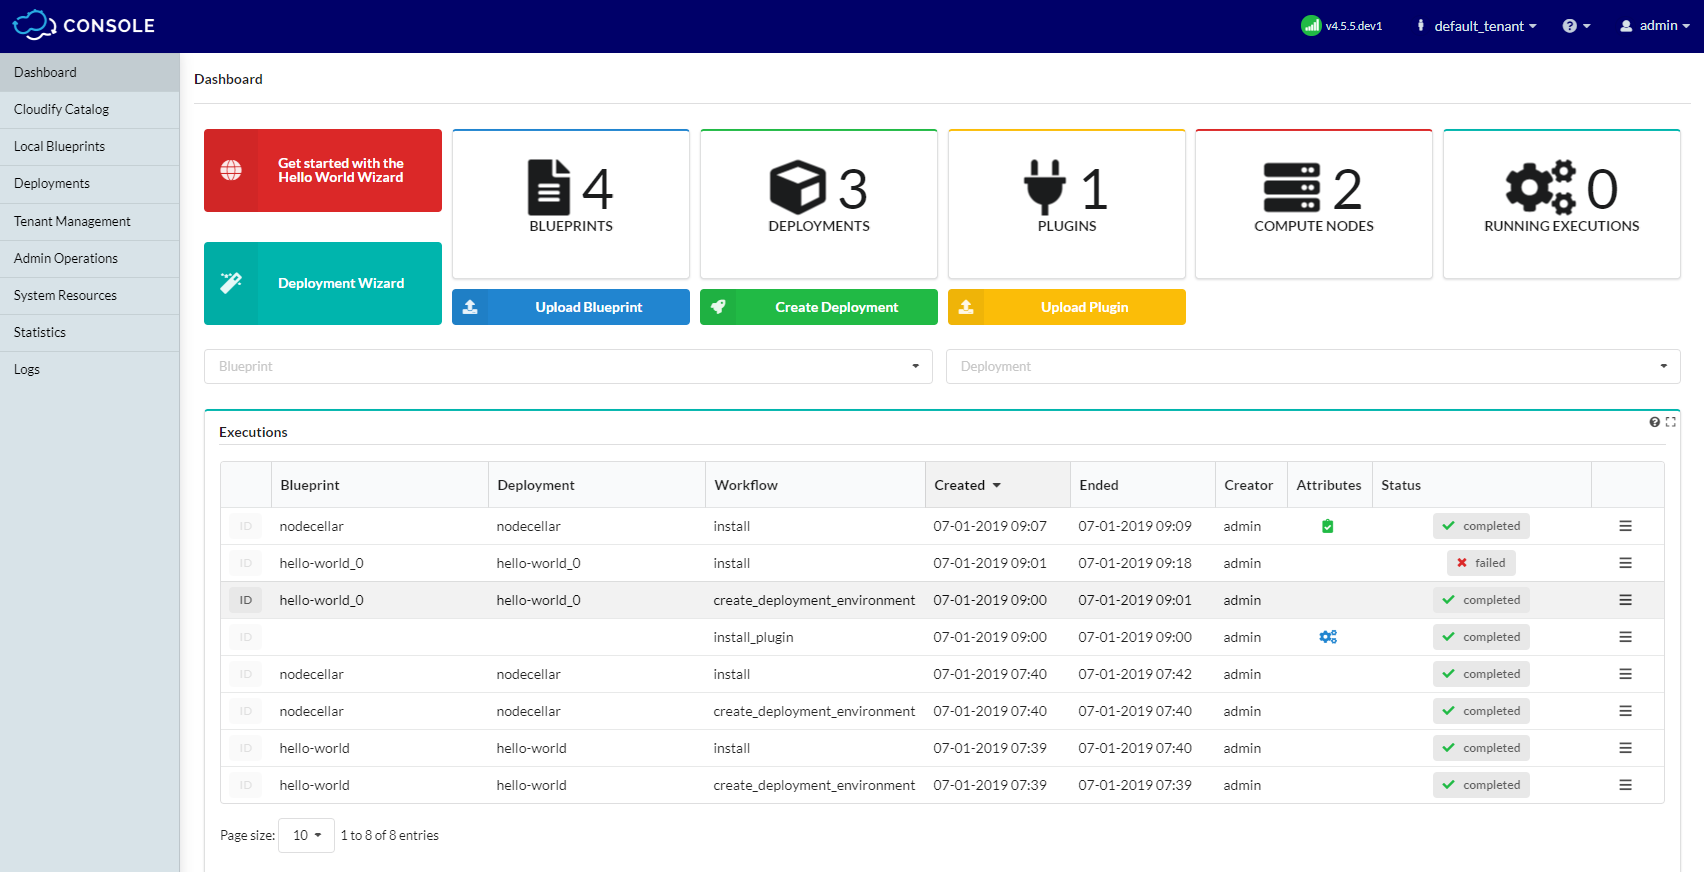 CONSOLE
v4.5.5.dev1
default_tenant
admin
Dashboard
Cloudify Catalog
Local Blueprints
Deployments
Tenant Management
Admin Operations
System Resources
Statistics
Logs
Dashboard
Get started with the
Hello World Wizard
Deployment Wizard
4
BLUEPRINTS
3
DEPLOYMENTS
1
PLUGINS
2
COMPUTE NODES
0
RUNNING EXECUTIONS
Upload Blueprint
Create Deployment
Upload Plugin
Blueprint
Deployment
Executions
Blueprint Deployment Workflow Created Ended Creator Attributes Status
ID nodecellar nodecellar install 07-01-2019 09:07 07-01-2019 09:09 admin completed
ID hello-world_0 hello-world_0 install 07-01-2019 09:01 07-01-2019 09:18 admin failed
ID hello-world_0 hello-world_0 create_deployment_environment 07-01-2019 09:00 07-01-2019 09:01 admin completed
ID install_plugin 07-01-2019 09:00 07-01-2019 09:00 admin completed
ID nodecellar nodecellar install 07-01-2019 07:40 07-01-2019 07:42 admin completed
ID nodecellar nodecellar create_deployment_environment 07-01-2019 07:40 07-01-2019 07:40 admin completed
ID hello-world hello-world install 07-01-2019 07:39 07-01-2019 07:40 admin completed
ID hello-world hello-world create_deployment_environment 07-01-2019 07:39 07-01-2019 07:39 admin completed
Page size: 10 1 to 8 of 8 entries